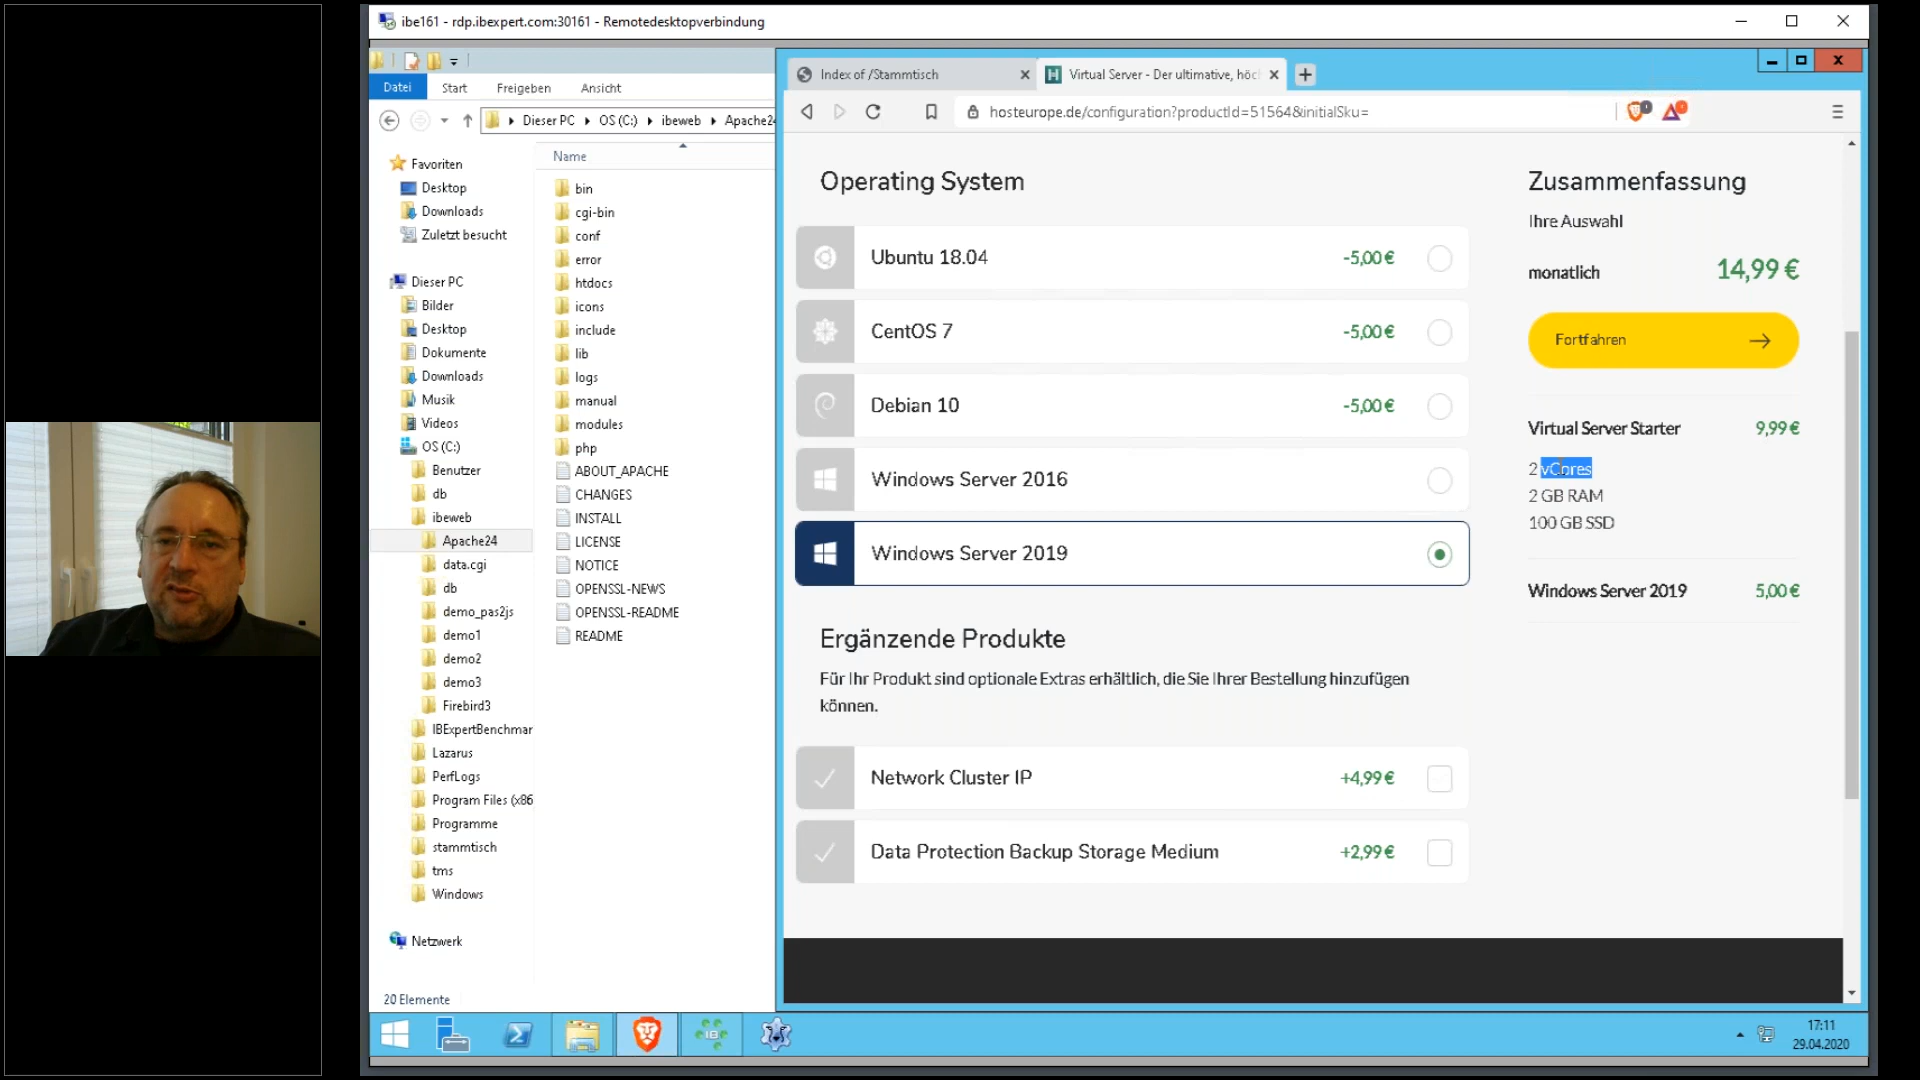 ibe161 - rdp.ibexpert.com:30161 - Remotedesktopverbindung
Datei
Start
Freigeben
Ansicht
Dieser PC
OS (C:)
ibeweb
Apache24
Favoriten
Desktop
Downloads
Zuletzt besucht
Dieser PC
Bilder
Desktop
Dokumente
Downloads
Musik
Videos
OS (C:)
Benutzer
db
ibeweb
Apache24
data.cgi
db
demo_pas2js
demo1
demo2
demo3
Firebird3
IBExpertBenchmar
Lazarus
PerfLogs
Program Files (x86
Programme
stammtisch
tms
Windows
Netzwerk
20 Elemente
Name
bin
cgi-bin
conf
error
htdocs
icons
include
lib
logs
manual
modules
php
ABOUT_APACHE
CHANGES
INSTALL
LICENSE
NOTICE
OPENSSL-NEWS
OPENSSL-README
README
Index of /Stammtisch
Virtual Server - Der ultimative, höc
hosteurope.de/configuration?productId=51564&initialSku=
Operating System
Ubuntu 18.04 -5,00 €
CentOS 7 -5,00 €
Debian 10 -5,00 €
Windows Server 2016
Windows Server 2019
Ergänzende Produkte
Für Ihr Produkt sind optionale Extras erhältlich, die Sie Ihrer Bestellung hinzufügen
können.
Network Cluster IP +4,99 €
Data Protection Backup Storage Medium +2,99 €
Zusammenfassung
Ihre Auswahl
monatlich 14,99 €
Fortfahren
Virtual Server Starter 9,99 €
2 vCores
2 GB RAM
100 GB SSD
Windows Server 2019 5,00 €
17:11
29.04.2020